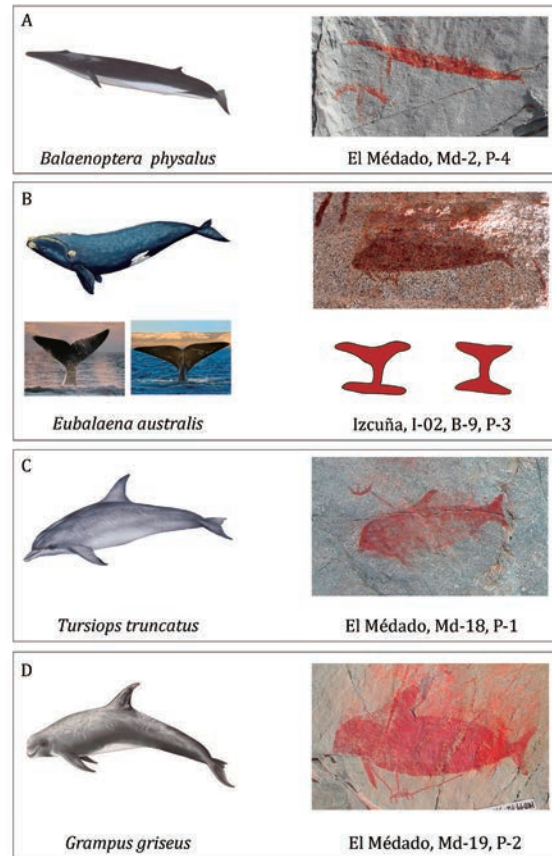 A
Balaenoptera physalus
El Médado, Md-2, P-4
B
Eubalaena australis
Izcuña, I-02, B-9, P-3
C
Tursiops truncatus
El Médado, Md-18, P-1
D
Grampus griseus
El Médado, Md-19, P-2